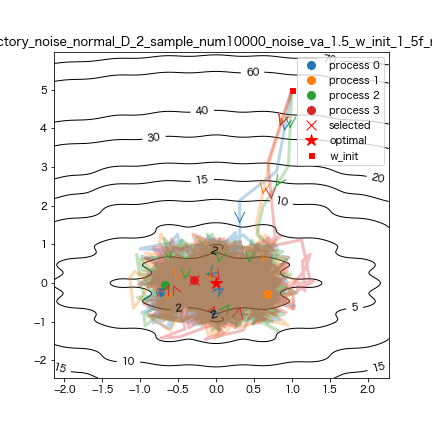 ctory_noise_normal_D_2_sample_num10000_noise_va_1.5_w_init_1_5f_n
70
60
process 0
process 1
process 2
process 3
selected
optimal
w_init
40
30
20
15
10
5
2
2
2
5
10
15
15
5
4
3
2
1
0
−1
−2
−2.0 −1.5 −1.0 −0.5 0.0 0.5 1.0 1.5 2.0